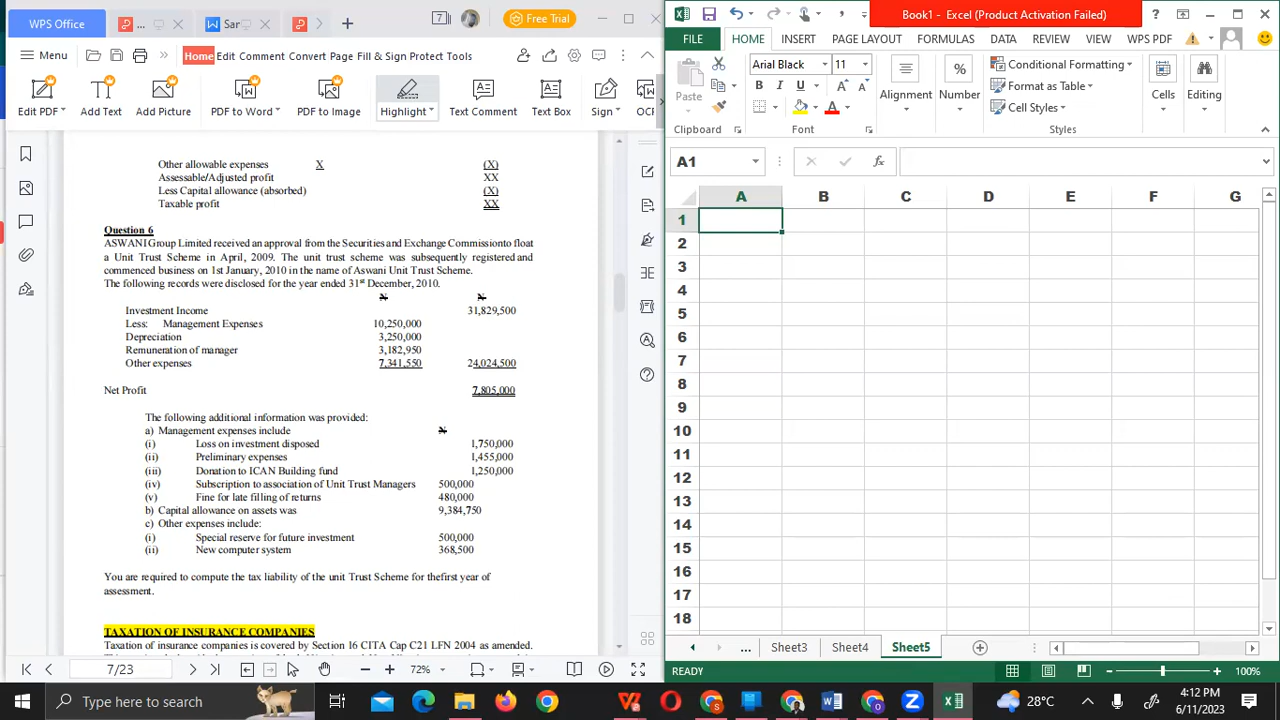 WPS Office
...
Sar
7
Free Trial
Menu
Home Edit Comment Convert Page Fill & Sign Protect Tools
Edit PDF Add Text Add Picture PDF to Word PDF to Image Highlight Text Comment Text Box Sign OCR
Other allowable expenses X (X)
Assessable/Adjusted profit XX
Less Capital allowance (absorbed) (X)
Taxable profit XX
Question 6
ASWANI Group Limited received an approval from the Securities and Exchange Commissionto float
a Unit Trust Scheme in April, 2009. The unit trust scheme was subsequently registered and
commenced business on 1st January, 2010 in the name of Aswani Unit Trust Scheme.
The following records were disclosed for the year ended 31st December, 2010.
N N
Investment Income 31,829,500
Less: Management Expenses 10,250,000
Depreciation 3,250,000
Remuneration of manager 3,182,950
Other expenses 7,341,550 24,024,500
Net Profit 7,805,000
The following additional information was provided:
a) Management expenses include N
(i) Loss on investment disposed 1,750,000
(ii) Preliminary expenses 1,455,000
(iii) Donation to ICAN Building fund 1,250,000
(iv) Subscription to association of Unit Trust Managers 500,000
(v) Fine for late filling of returns 480,000
b) Capital allowance on assets was 9,384,750
c) Other expenses include:
(i) Special reserve for future investment 500,000
(ii) New computer system 368,500
You are required to compute the tax liability of the unit Trust Scheme for thefirst year of
assessment.
TAXATION OF INSURANCE COMPANIES
Taxation of insurance companies is covered by Section 16 CITA Cap C21 LFN 2004 as amended.
7/23
72%
Book1 - Excel (Product Activation Failed)
FILE HOME INSERT PAGE LAYOUT FORMULAS DATA REVIEW VIEW WPS PDF
Paste
Clipboard
Arial Black 11
B I U
A A
A
Font
Alignment
%
Number
Conditional Formatting
Format as Table
Cell Styles
Styles
Cells
Editing
A1
fx
A B C D E F G
1
2
3
4
5
6
7
8
9
10
11
12
13
14
15
16
17
18
... Sheet3 Sheet4 Sheet5
READY
100%
Type here to search
28°C
4:12 PM
6/11/2023